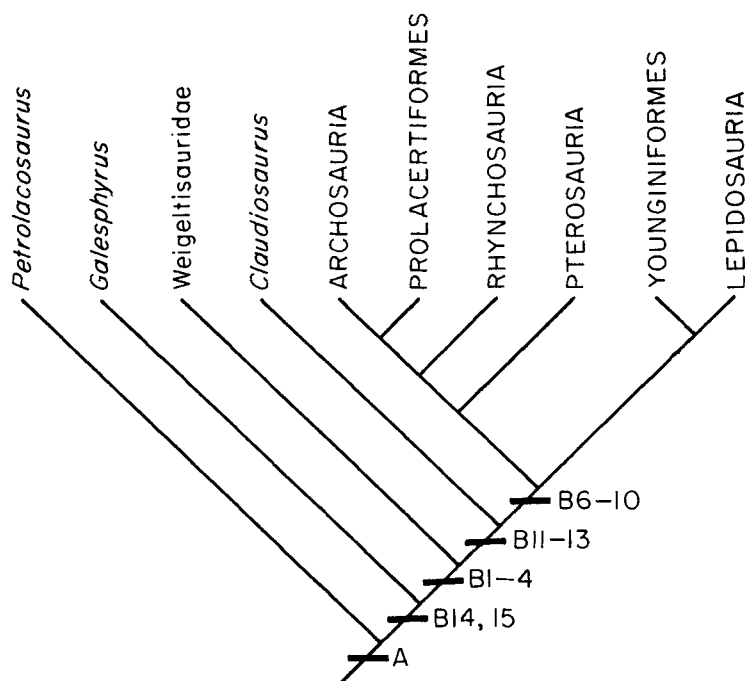 Petrolacosaurus
Galesphyrus
Weigeltisauridae
Claudiosaurus
ARCHOSAURIA
PROLACERTIFORMES
RHYNCHOSAURIA
PTEROSAURIA
YOUNGINIFORMES
LEPIDOSAURIA
B6-10
B11-13
B1-4
B14, 15
A